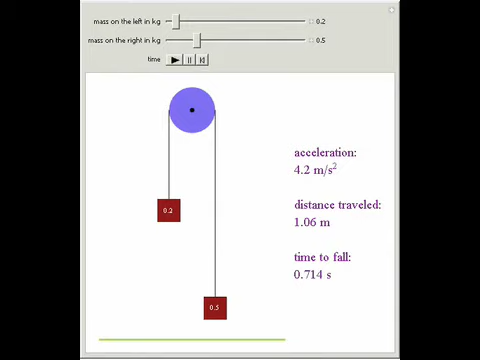 mass on the left in kg 0.2
mass on the right in kg 0.5
time
acceleration:
4.2 m/s²
distance traveled:
1.06 m
time to fall:
0.714 s
0.2
0.5